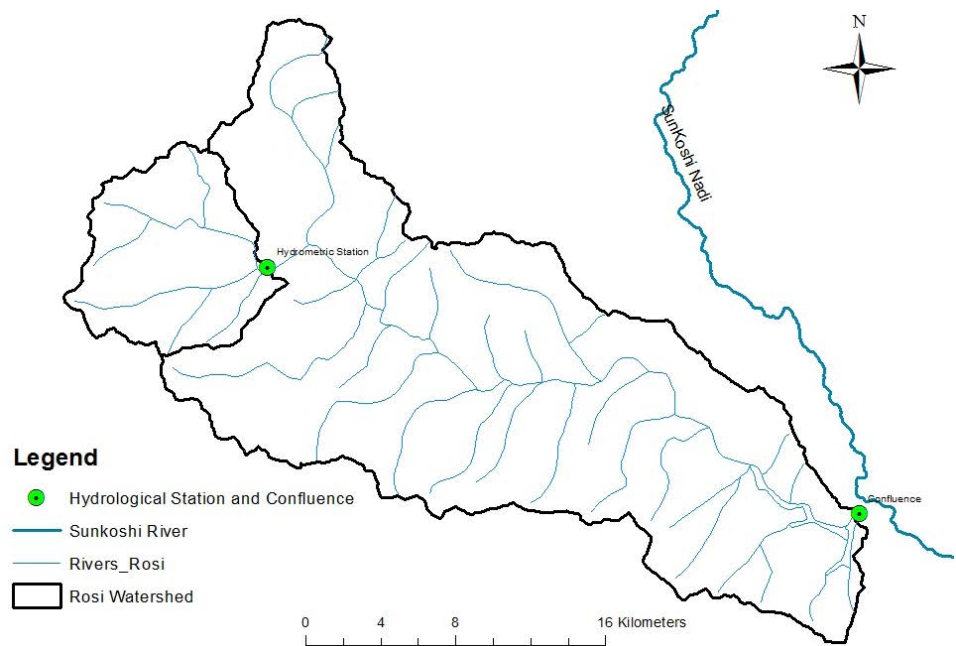 N
SunKoshi Nadi
Hydrometric Station
Confluence
Legend
Hydrological Station and Confluence
Sunkoshi River
Rivers_Rosi
Rosi Watershed
0 4 8 16 Kilometers